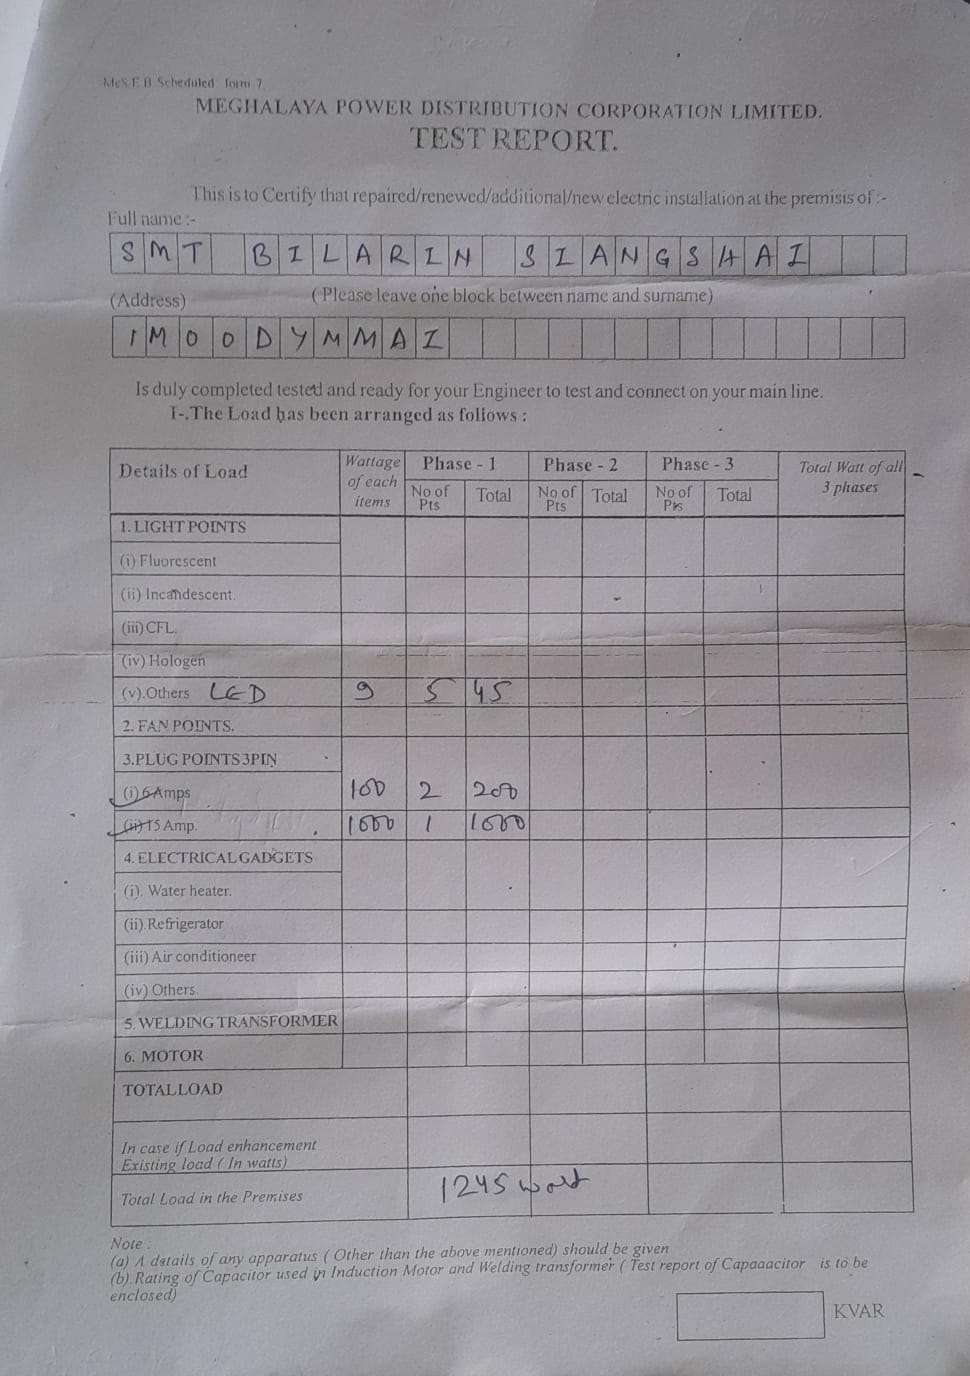 MeS.E.B. Scheduled form 7
MEGHALAYA POWER DISTRIBUTION CORPORATION LIMITED.
TEST REPORT.
This is to Certify that repaired/renewed/additional/new electric installation at the premisis of :-
Full name :-
SMT BILARIN SIANGSHAI
(Address) ( Please leave one block between name and surname)
IMOODYMMAI
Is duly completed tested and ready for your Engineer to test and connect on your main line.
I-.The Load has been arranged as follows :
Details of Load Wattage of each items Phase - 1 Phase - 2 Phase - 3 Total Watt of all 3 phases
No of Pts Total No of Pts Total No of Pts Total
1. LIGHT POINTS
(i) Fluorescent
(ii) Incandescent.
(iii) CFL.
(iv) Hologen
(v).Others LED 9 5 45
2. FAN POINTS.
3.PLUG POINTS 3PIN
(i) 6 Amps 100 2 200
(ii) 15 Amp. 1000 1 1000
4. ELECTRICAL GADGETS
(i). Water heater.
(ii).Refrigerator
(iii) Air conditioneer
(iv) Others.
5. WELDING TRANSFORMER
6. MOTOR
TOTAL LOAD
In case if Load enhancement
Existing load ( In watts)
Total Load in the Premises 1245 watt
Note :
(a) A details of any apparatus ( Other than the above mentioned) should be given
(b). Rating of Capacitor used in Induction Motor and Welding transformer ( Test report of Capaaacitor is to be
enclosed)
KVAR